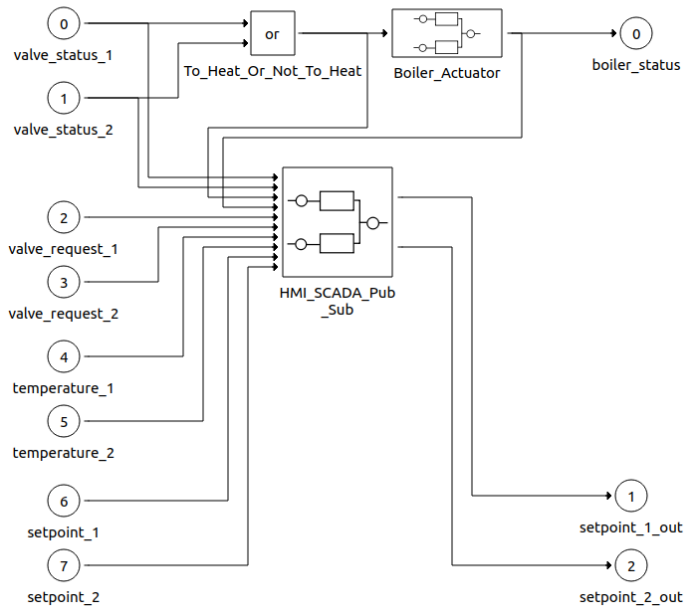 0
valve_status_1
or
To_Heat_Or_Not_To_Heat
Boiler_Actuator
0
boiler_status
1
valve_status_2
2
valve_request_1
3
valve_request_2
HMI_SCADA_Pub
_Sub
4
temperature_1
5
temperature_2
6
setpoint_1
1
setpoint_1_out
7
setpoint_2
2
setpoint_2_out